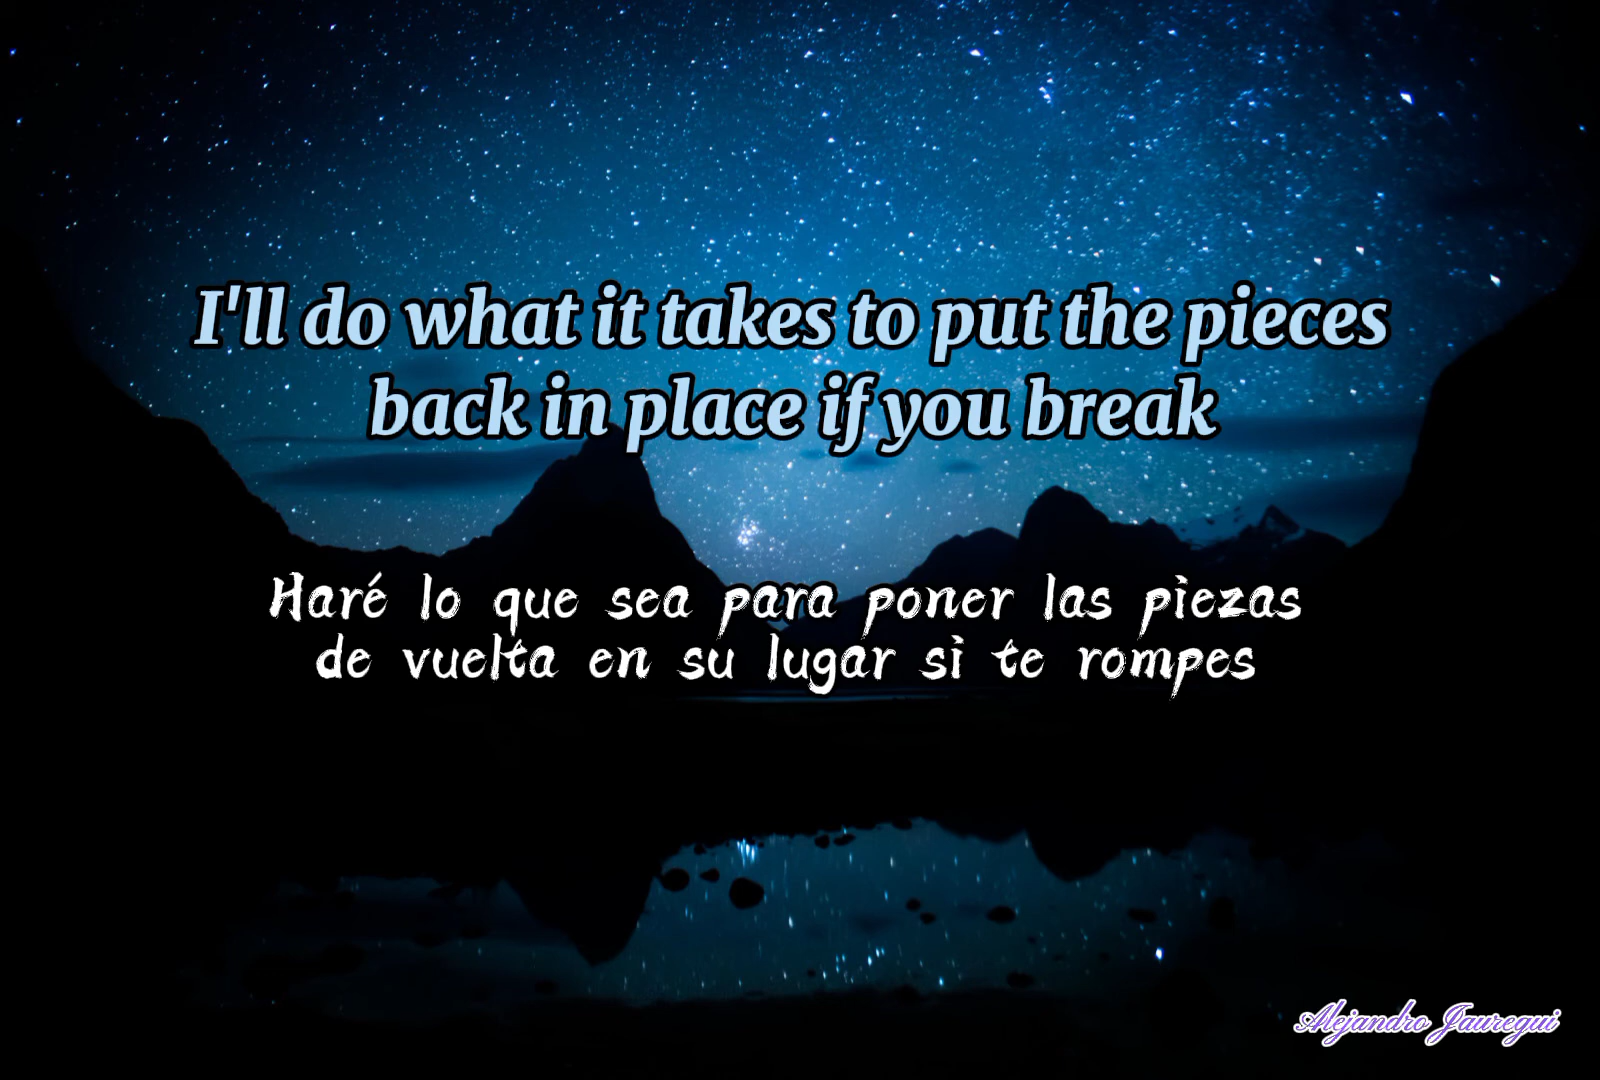 I'll do what it takes to put the pieces
back in place if you break
Haré lo que sea para poner las piezas
de vuelta en su lugar si te rompes
Alejandro Jauregui